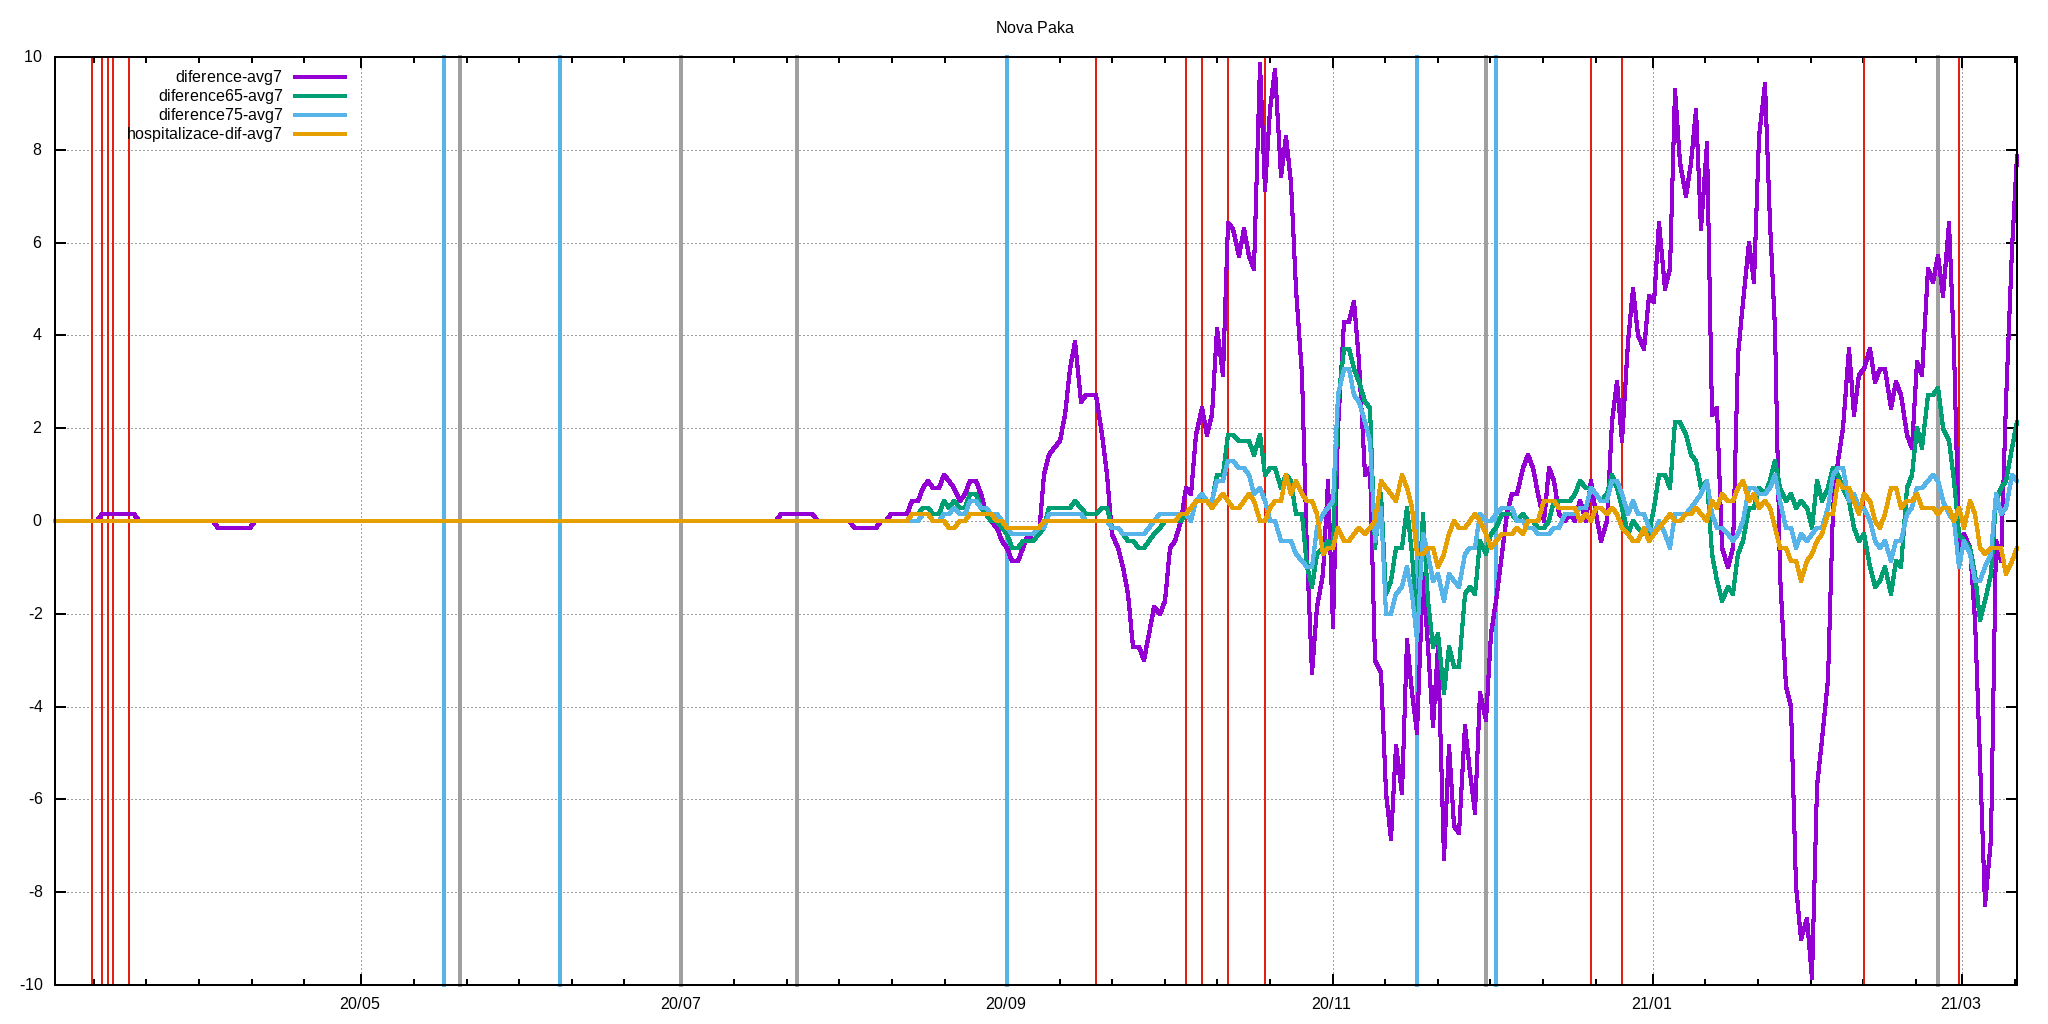 Nova Paka
10
diference-avg7
diference65-avg7
diference75-avg7
hospitalizace-dif-avg7
8
6
4
2
0
-2
-4
-6
-8
-10
20/05 20/07 20/09 20/11 21/01 21/03